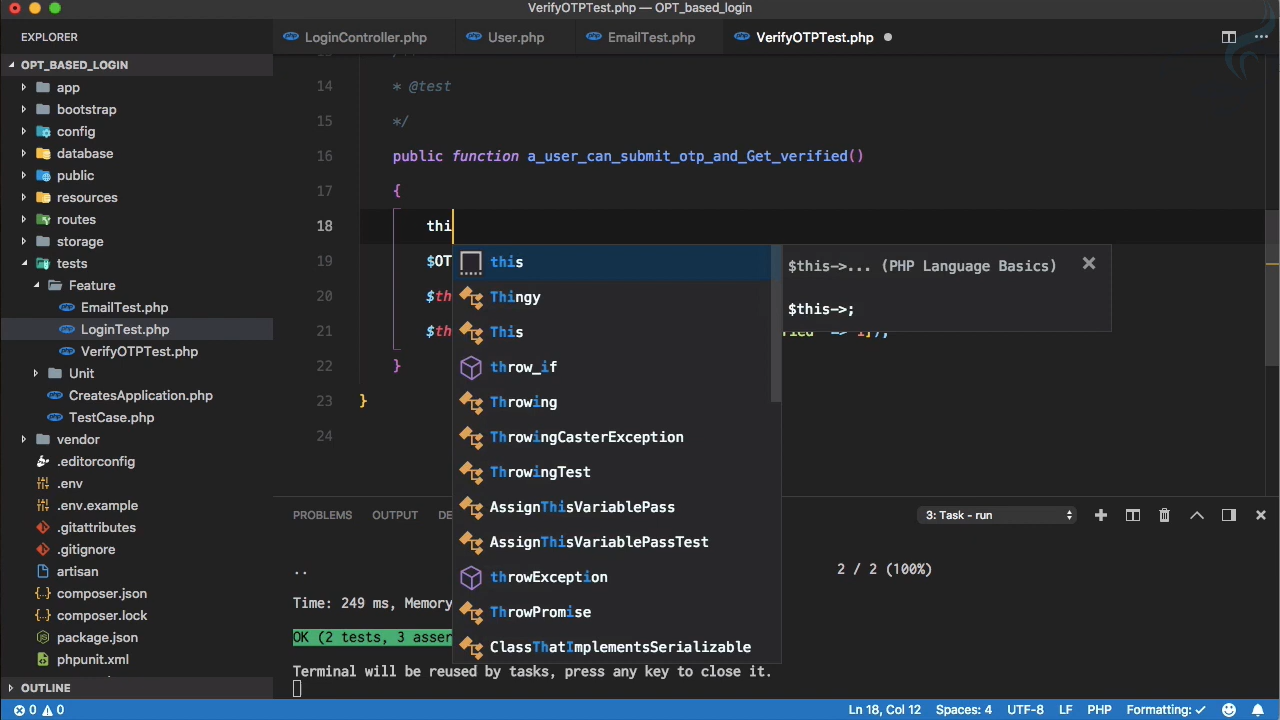 VerifyOTPTest.php — OPT_based_login
EXPLORER
LoginController.php
User.php
EmailTest.php
VerifyOTPTest.php
OPT_BASED_LOGIN
app
bootstrap
config
database
public
resources
routes
storage
tests
Feature
EmailTest.php
LoginTest.php
VerifyOTPTest.php
Unit
CreatesApplication.php
TestCase.php
vendor
.editorconfig
.env
.env.example
.gitattributes
.gitignore
artisan
composer.json
composer.lock
package.json
phpunit.xml
OUTLINE
14 * @test
15 */
16 public function a_user_can_submit_otp_and_Get_verified()
17 {
18 thi
19 $OT
20 $th
21 $th => 1]);
22 }
23 }
24
this
Thingy
This
throw_if
Throwing
ThrowingCasterException
ThrowingTest
AssignThisVariablePass
AssignThisVariablePassTest
throwException
ThrowPromise
ClassThatImplementsSerializable
$this->... (PHP Language Basics)
$this->;
PROBLEMS OUTPUT DE 3: Task - run
.. 2 / 2 (100%)
Time: 249 ms, Memory
OK (2 tests, 3 asser
Terminal will be reused by tasks, press any key to close it.
0 0 Ln 18, Col 12 Spaces: 4 UTF-8 LF PHP Formatting: ✓